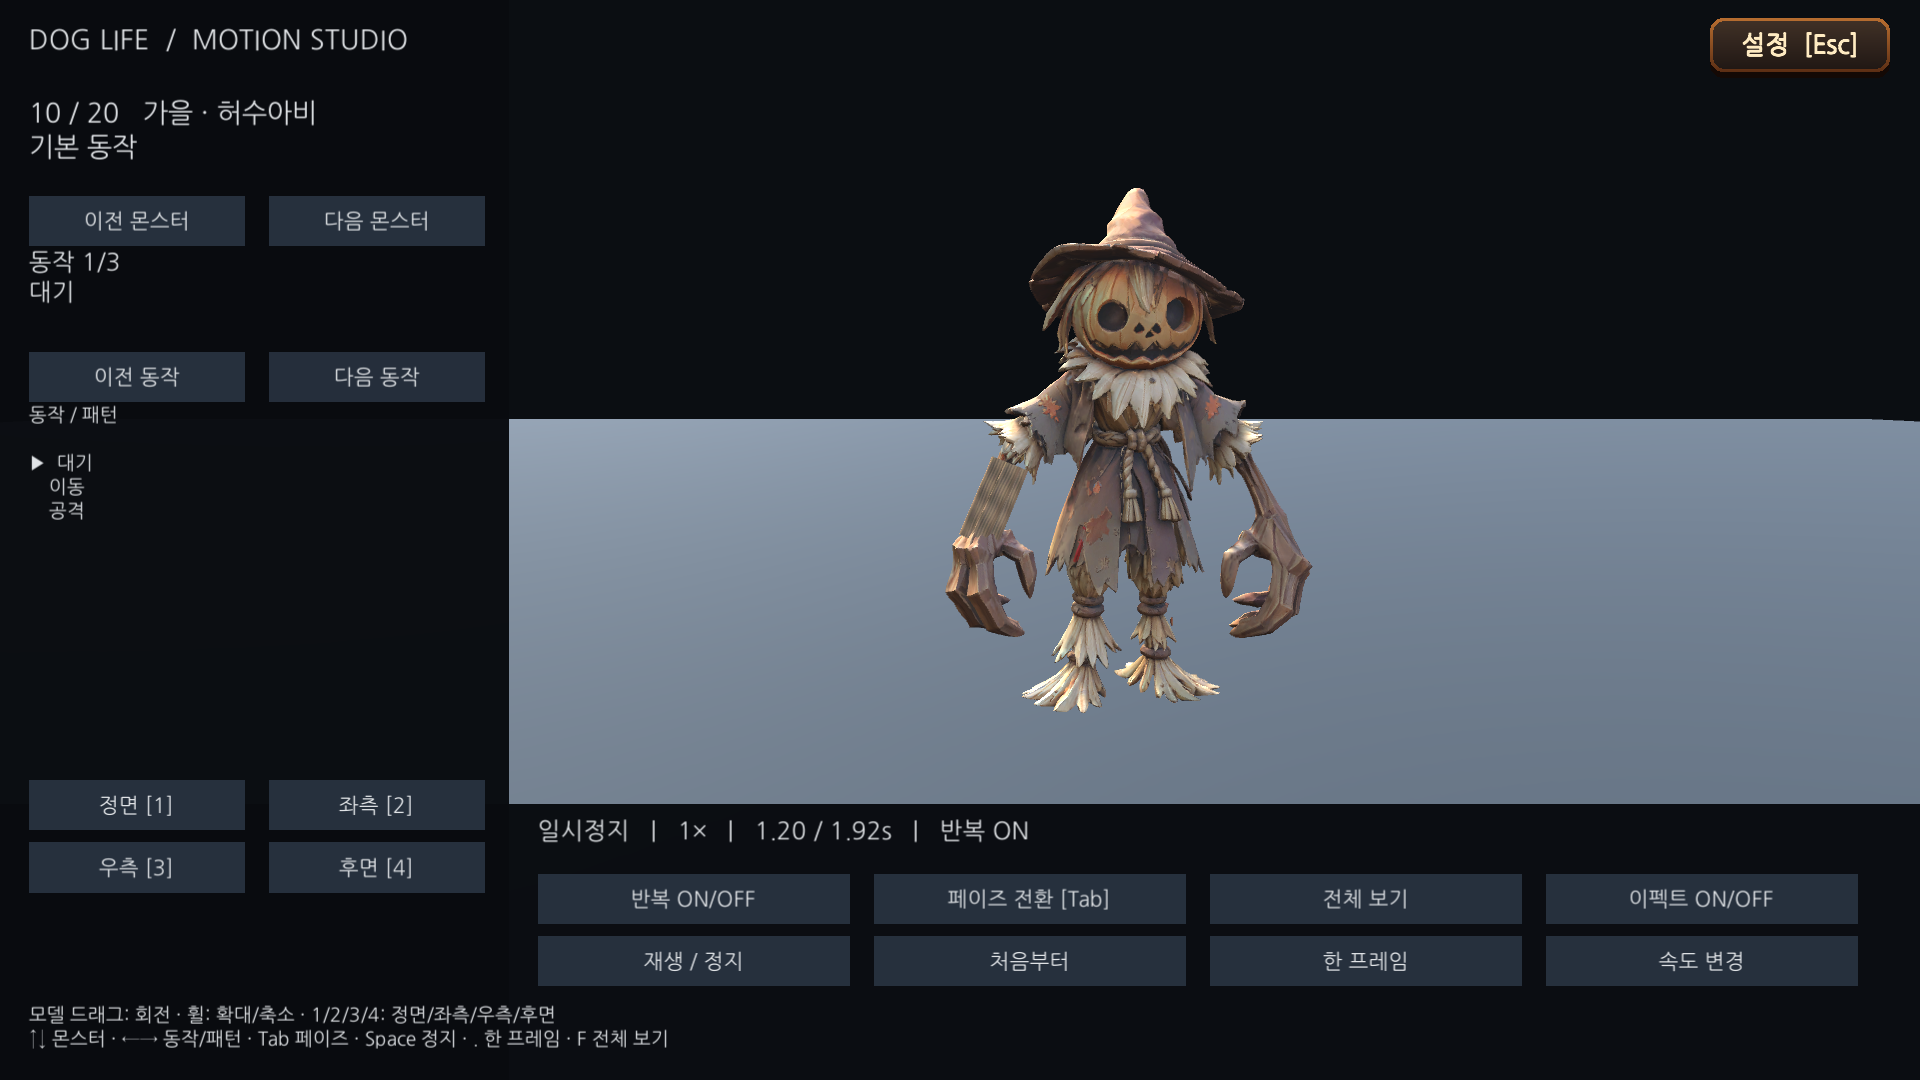 DOG LIFE / MOTION STUDIO
설정 [Esc]
10 / 20 가을 · 허수아비
기본 동작
이전 몬스터
다음 몬스터
동작 1/3
대기
이전 동작
다음 동작
동작 / 패턴
▶ 대기
이동
공격
정면 [1]
좌측 [2]
우측 [3]
후면 [4]
일시정지 | 1× | 1.20 / 1.92s | 반복 ON
반복 ON/OFF
페이즈 전환 [Tab]
전체 보기
이펙트 ON/OFF
재생 / 정지
처음부터
한 프레임
속도 변경
모델 드래그: 회전 · 휠: 확대/축소 · 1/2/3/4: 정면/좌측/우측/후면
↑↓ 몬스터 · ←→ 동작/패턴 · Tab 페이즈 · Space 정지 · . 한 프레임 · F 전체 보기